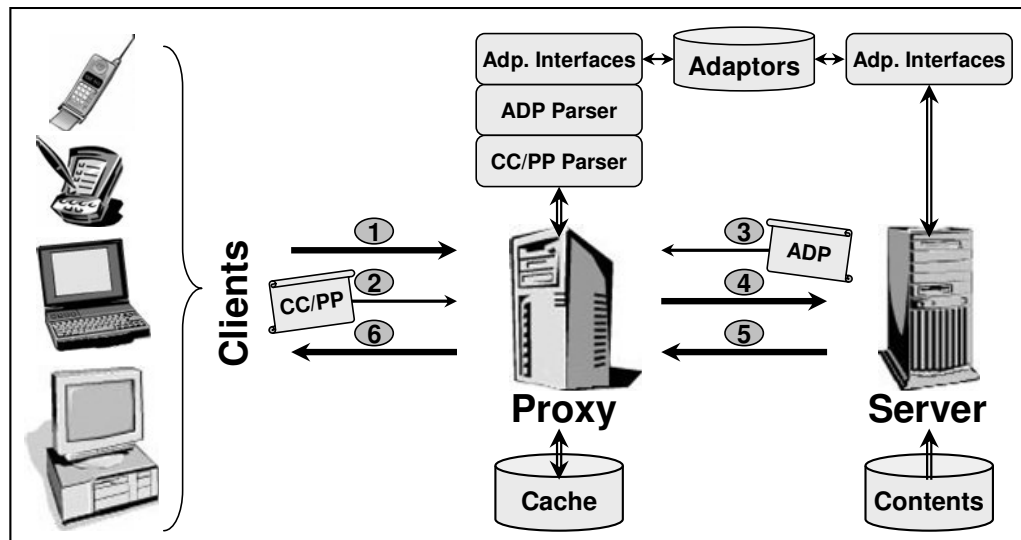 Adp. Interfaces
Adaptors
Adp. Interfaces
ADP Parser
CC/PP Parser
1
3
ADP
Clients
CC/PP
2
4
6
5
Proxy
Server
Cache
Contents